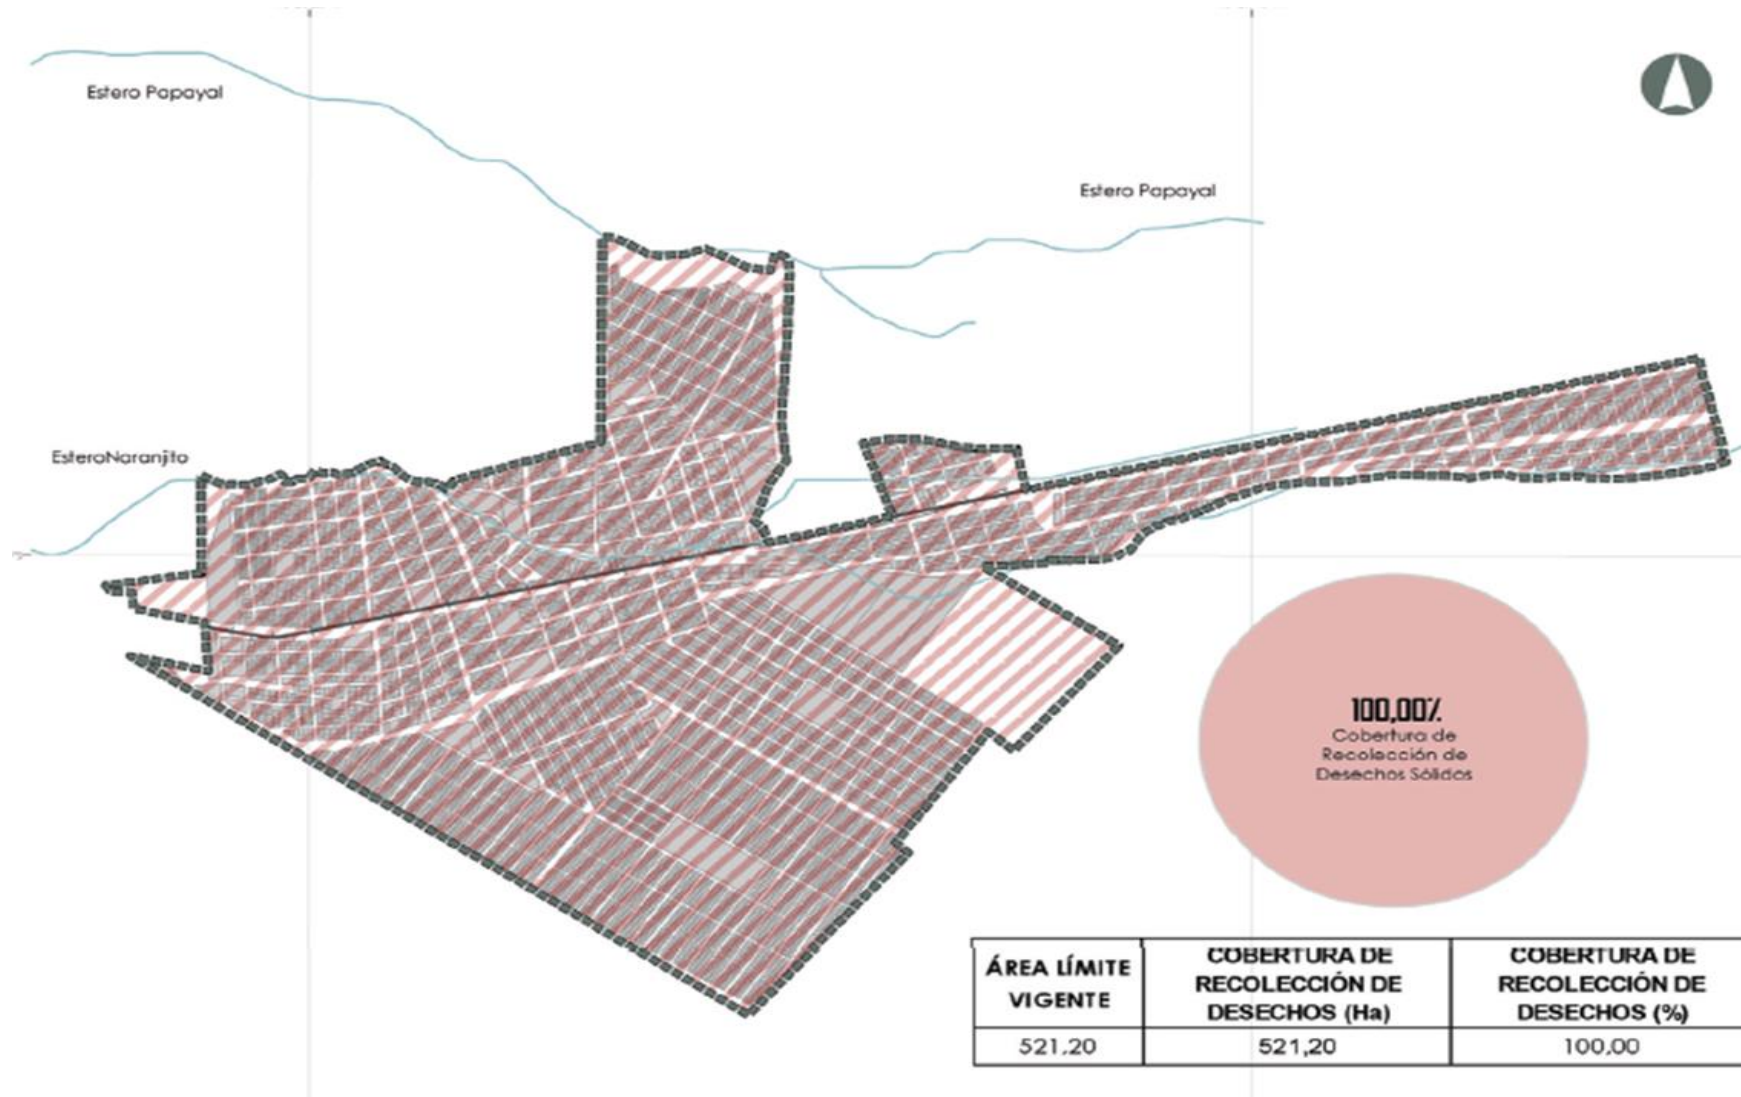 Estero Papayal
Estero Papayal
EsteroNaranjito
100,00%
Cobertura de
Recolección de
Desechos Sólidos
ÁREA LÍMITE
VIGENTE
COBERTURA DE
RECOLECCIÓN DE
DESECHOS (Ha)
COBERTURA DE
RECOLECCIÓN DE
DESECHOS (%)
521,20
521,20
100,00